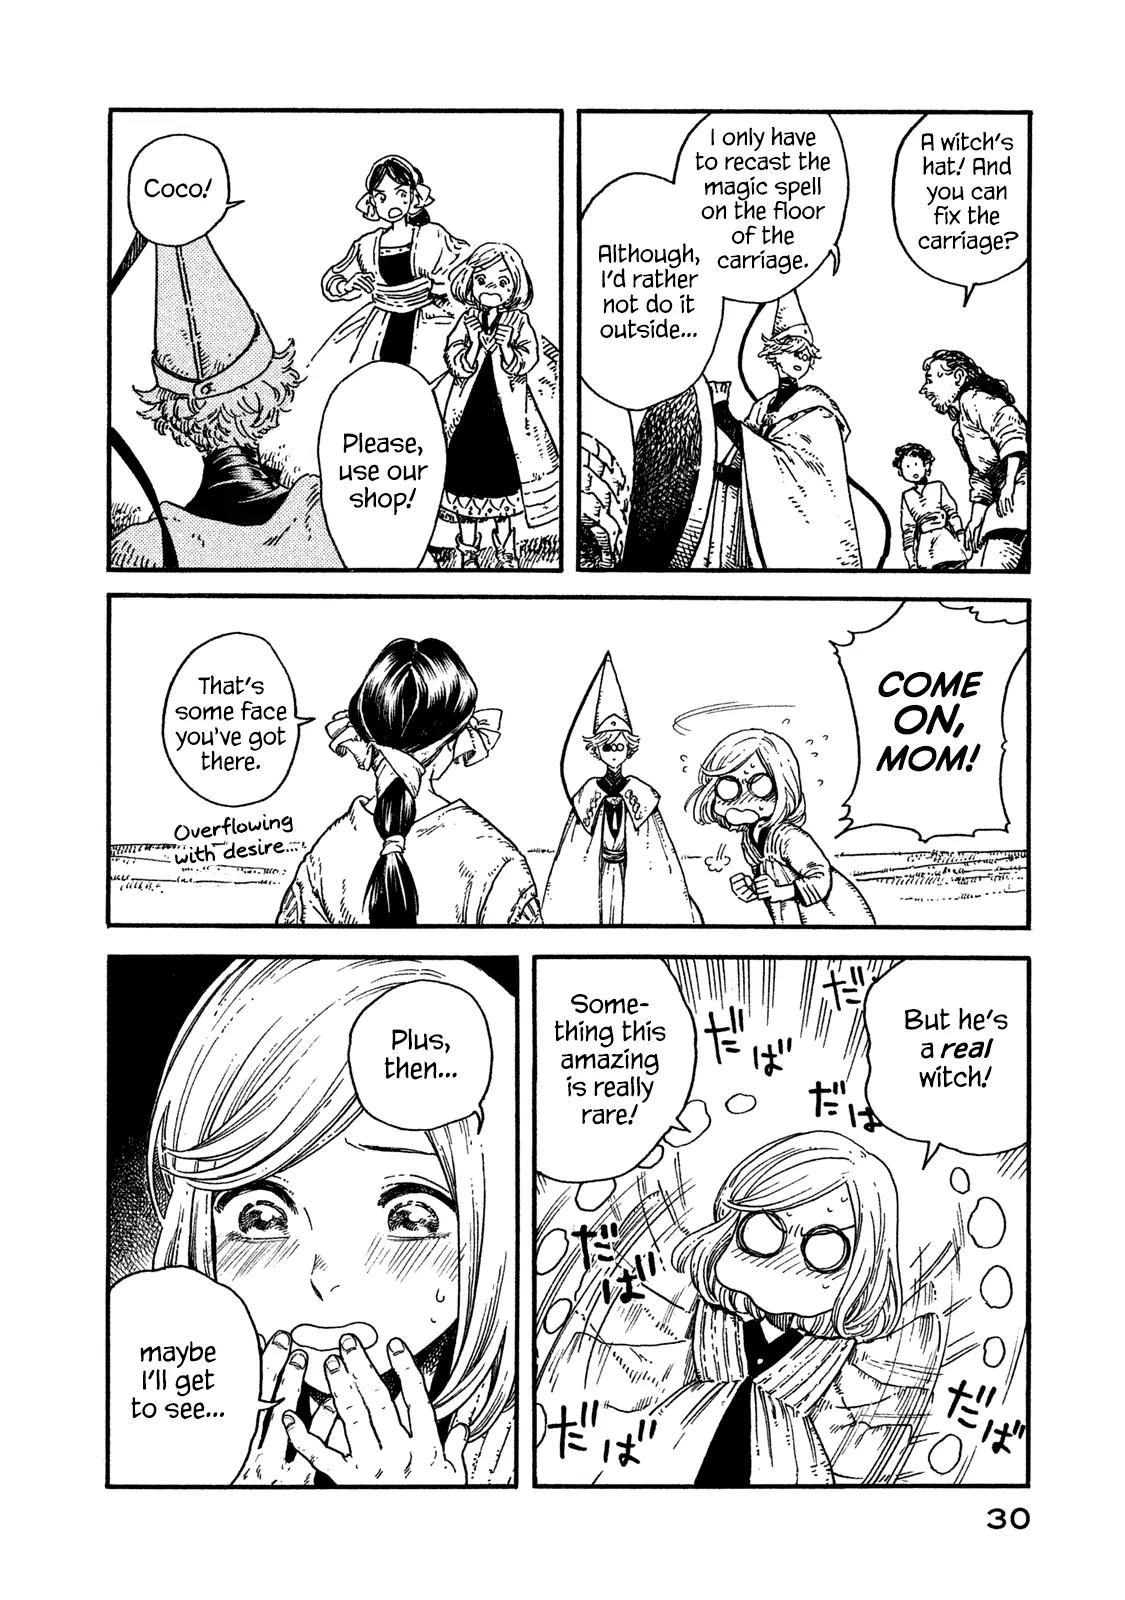 A witch's
hat! And
you can
fix the
carriage?
I only have
to recast the
magic spell
on the floor
of the
carriage.
Although,
I'd rather
not do it
outside...
Please,
use our
shop!
Coco!
COME
ON,
MOM!
That's
some face
you've got
there.
Overflowing
with desire...
But he's
a real
witch!
Some-
thing this
amazing
is really
rare!
だ"
だ"
ば"
だ"
ば
だ"
ば"
だ"
ば"
だ"
ば"
Plus,
then...
maybe
I'll get
to see...
30